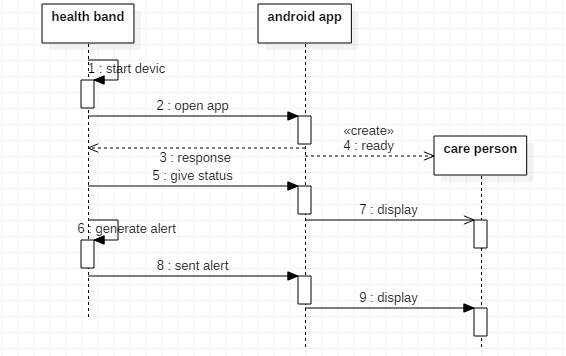 health band
android app
1 : start devic
2 : open app
«create»
4 : ready
care person
3 : response
5 : give status
7 : display
6 : generate alert
8 : sent alert
9 : display